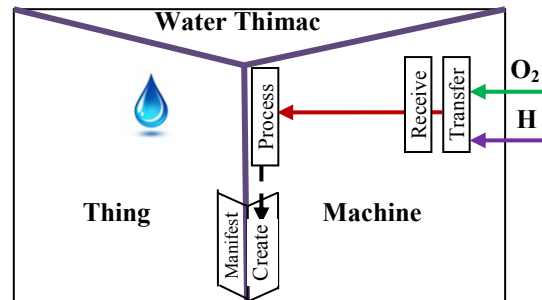 Water Thimac
O₂
H
Transfer
Receive
Process
Thing
Machine
Manifest
Create